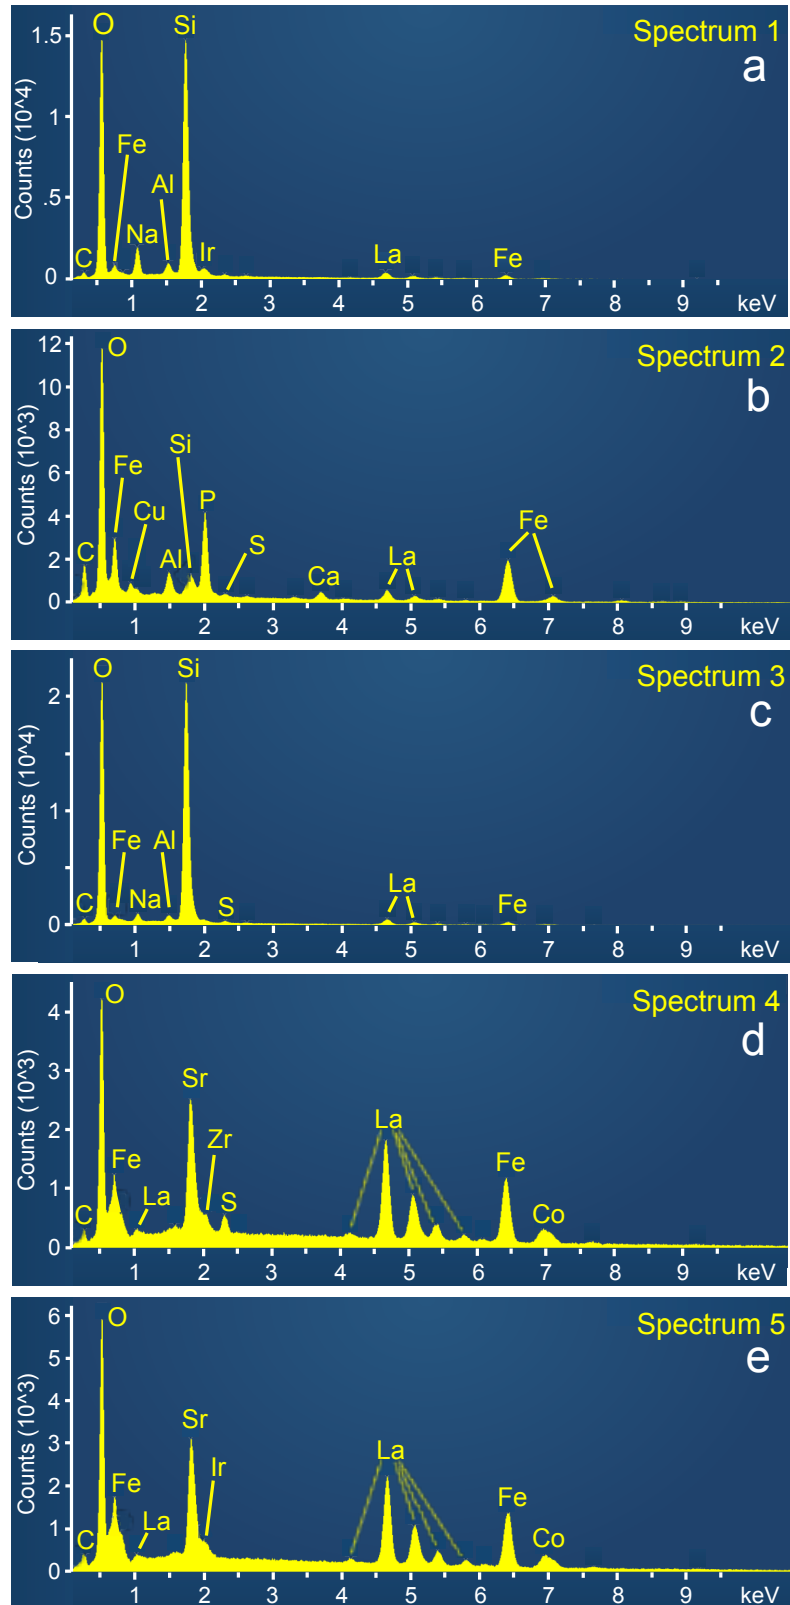 O Si Spectrum 1
1.5 a
Counts (10^4)
1
Fe
Al
.5
Na
C Ir La Fe
0
1 2 3 4 5 6 7 8 9 keV
12 O Spectrum 2
10 b
Counts (10^3)
8
Si
6 Fe
P
Cu
4 S Fe
C Al La
2 Ca
0
1 2 3 4 5 6 7 8 9 keV
O Si Spectrum 3
2 c
Counts (10^4)
1
Fe Al
La
C Na S Fe
0
1 2 3 4 5 6 7 8 9 keV
O Spectrum 4
4 d
Counts (10^3)
3 Sr
La
2 Zr
Fe Fe
1 La
C S Co
0
1 2 3 4 5 6 7 8 9 keV
6 O Spectrum 5
5 e
Counts (10^3)
4
Sr
La
3 Ir
2 Fe Fe
La
1 C Co
0
1 2 3 4 5 6 7 8 9 keV